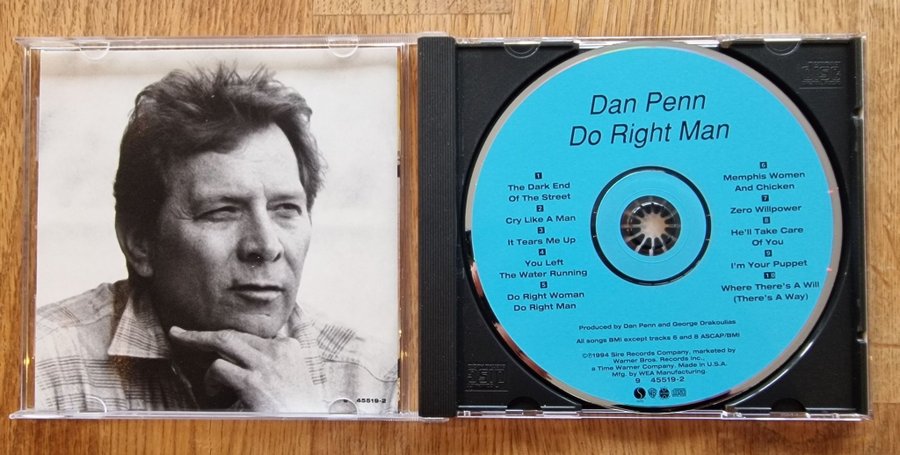 45519-2
Dan Penn
Do Right Man
1
The Dark End
Of The Street
2
Cry Like A Man
3
It Tears Me Up
4
You Left
The Water Running
5
Do Right Woman
Do Right Man
6
Memphis Women
And Chicken
7
Zero Willpower
8
He'll Take Care
Of You
9
I'm Your Puppet
10
Where There's A Will
(There's A Way)
Produced by Dan Penn and George Drakoulias
All songs BMI except tracks 6 and 8 ASCAP/BMI
©℗1994 Sire Records Company, marketed by
Warner Bros. Records Inc.,
a Time Warner Company. Made in U.S.A.
Mfg. by WEA Manufacturing.
9 45519-2